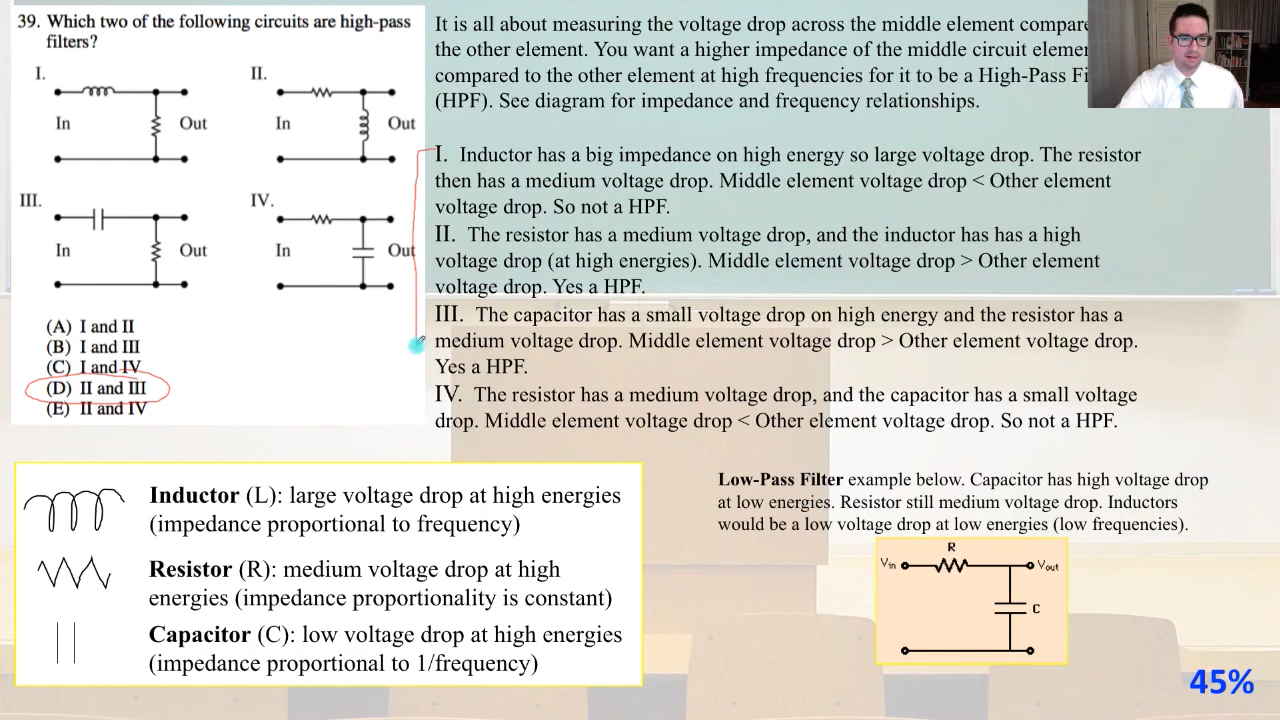 39. Which two of the following circuits are high-pass
filters?
I.
II.
In
Out
In
Out
III.
IV.
In
Out
In
Out
(A) I and II
(B) I and III
(C) I and IV
(D) II and III
(E) II and IV
It is all about measuring the voltage drop across the middle element
the other element. You want a higher impedance of the middle circuit
compared to the other element at high frequencies for it to be a High-Pass
(HPF). See diagram for impedance and frequency relationships.
I. Inductor has a big impedance on high energy so large voltage drop. The resistor
then has a medium voltage drop. Middle element voltage drop < Other element
voltage drop. So not a HPF.
II. The resistor has a medium voltage drop, and the inductor has has a high
voltage drop (at high energies). Middle element voltage drop > Other element
voltage drop. Yes a HPF.
III. The capacitor has a small voltage drop on high energy and the resistor has a
medium voltage drop. Middle element voltage drop > Other element voltage drop.
Yes a HPF.
IV. The resistor has a medium voltage drop, and the capacitor has a small voltage
drop. Middle element voltage drop < Other element voltage drop. So not a HPF.
Inductor (L): large voltage drop at high energies
(impedance proportional to frequency)
Resistor (R): medium voltage drop at high
energies (impedance proportionality is constant)
Capacitor (C): low voltage drop at high energies
(impedance proportional to 1/frequency)
Low-Pass Filter example below. Capacitor has high voltage drop
at low energies. Resistor still medium voltage drop. Inductors
would be a low voltage drop at low energies (low frequencies).
R
Vin
Vout
C
45%